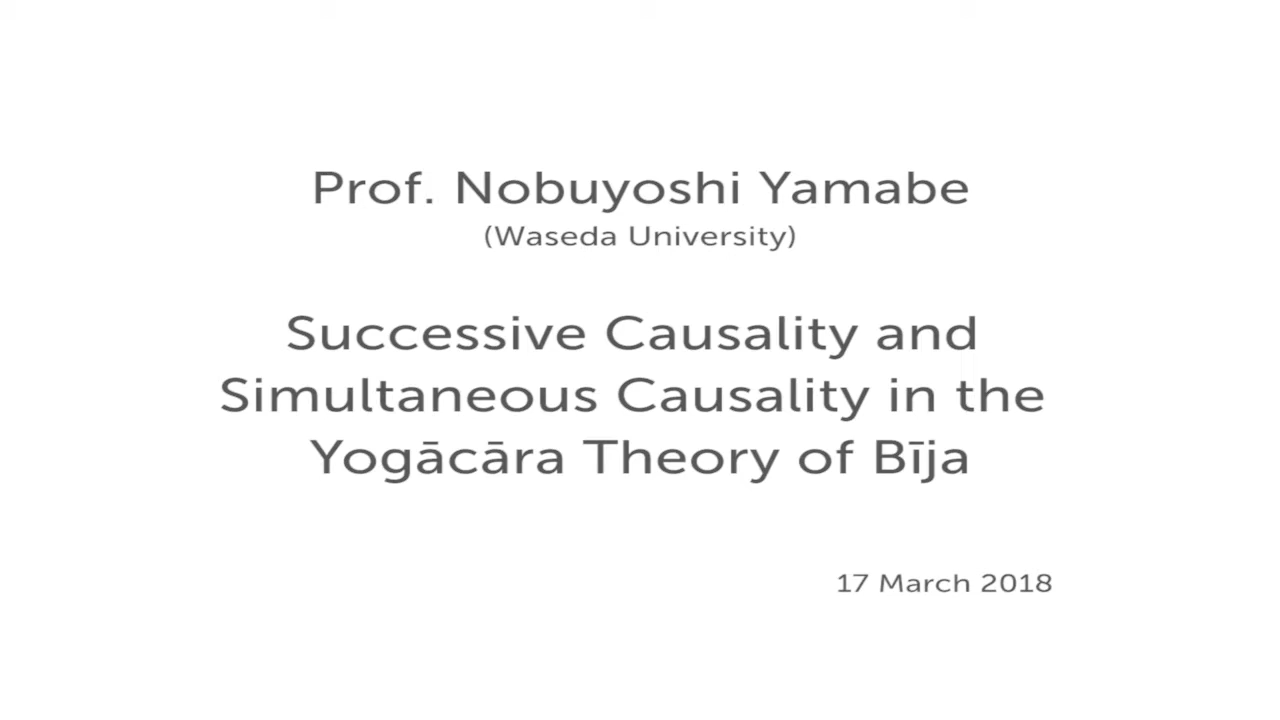 Prof. Nobuyoshi Yamabe
(Waseda University)
Successive Causality and
Simultaneous Causality in the
Yogācāra Theory of Bīja
17 March 2018